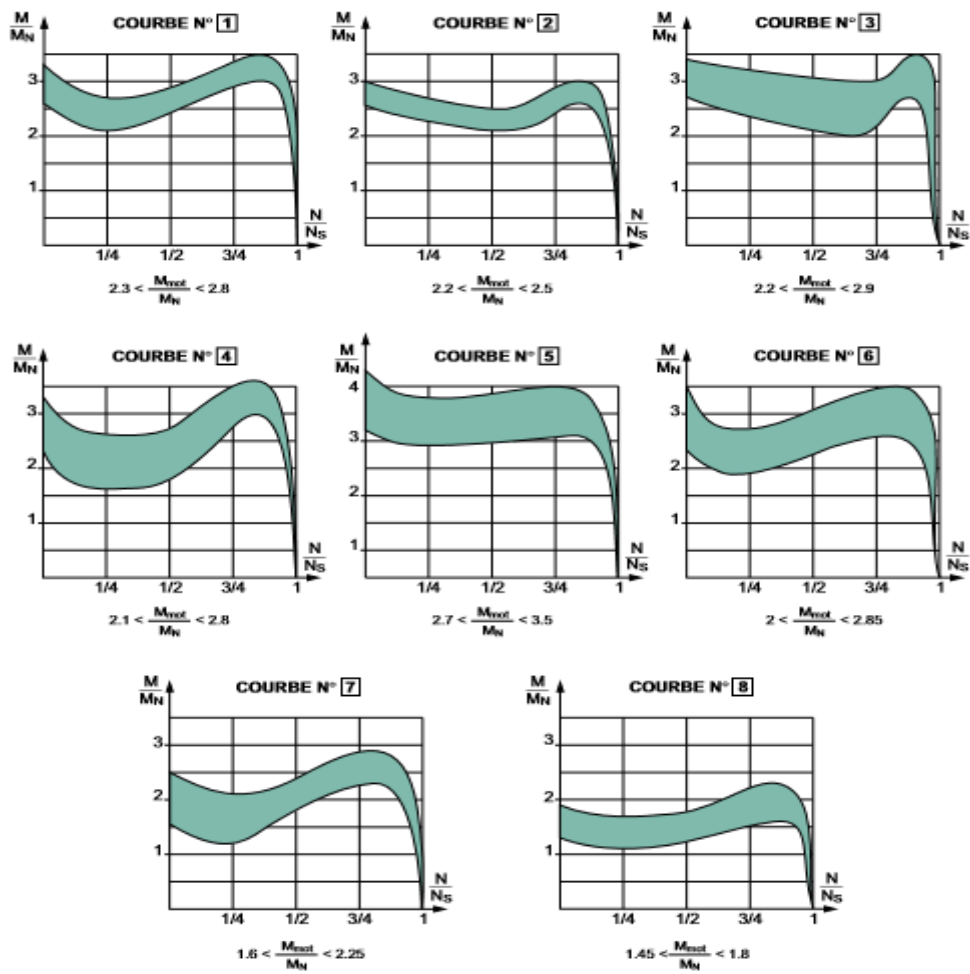 M/MN COURBE N° 1
3
2
1
N/NS
1/4 1/2 3/4 1
2.3 < Mmot/MN < 2.8
M/MN COURBE N° 2
3
2
1
N/NS
1/4 1/2 3/4 1
2.2 < Mmot/MN < 2.5
M/MN COURBE N° 3
3
2
1
N/NS
1/4 1/2 3/4 1
2.2 < Mmot/MN < 2.9
M/MN COURBE N° 4
3
2
1
N/NS
1/4 1/2 3/4 1
2.1 < Mmot/MN < 2.8
M/MN COURBE N° 5
4
3
2
1
N/NS
1/4 1/2 3/4 1
2.7 < Mmot/MN < 3.5
M/MN COURBE N° 6
3
2
1
N/NS
1/4 1/2 3/4 1
2 < Mmot/MN < 2.85
M/MN COURBE N° 7
3
2
1
N/NS
1/4 1/2 3/4 1
1.6 < Mmot/MN < 2.25
M/MN COURBE N° 8
3
2
1
N/NS
1/4 1/2 3/4 1
1.45 < Mmot/MN < 1.8